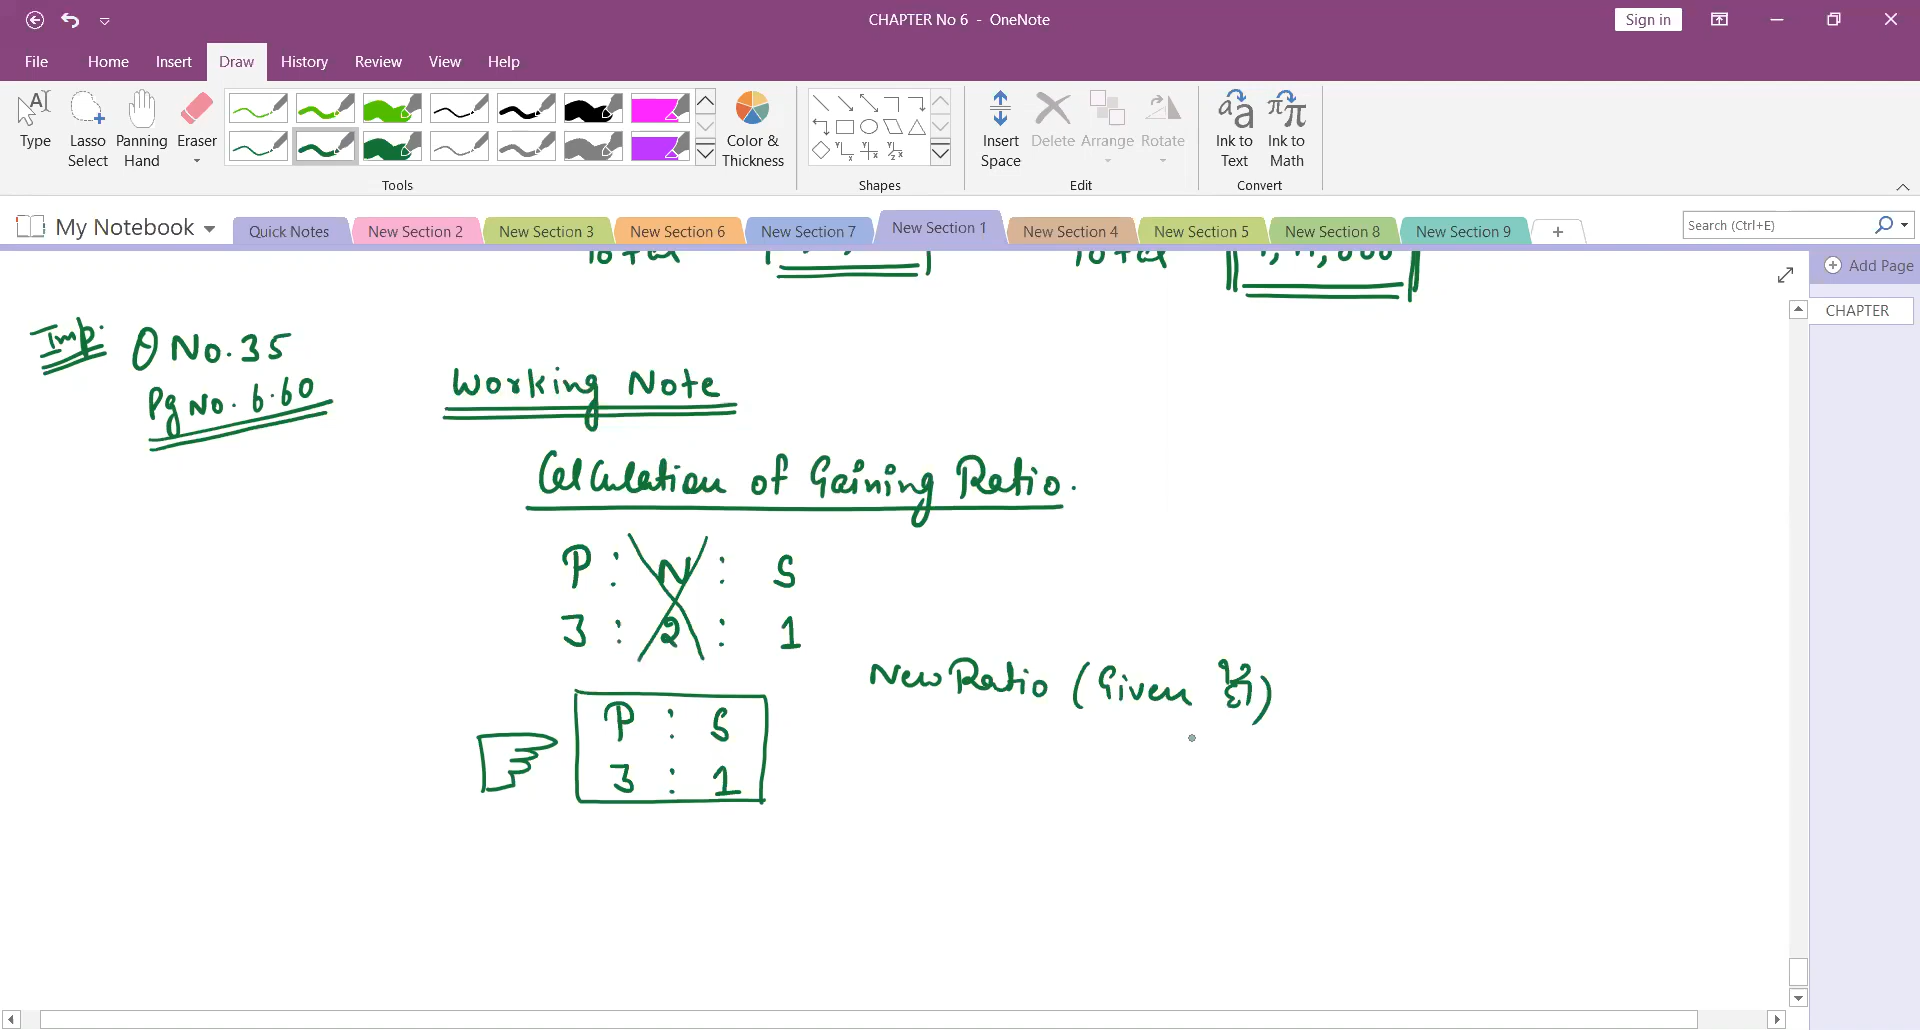 CHAPTER No 6 - OneNote
Sign in
File Home Insert Draw History Review View Help
Type
Lasso Select
Panning Hand
Eraser
Color & Thickness
Insert Space
Delete
Arrange
Rotate
Ink to Text
Ink to Math
Tools
Shapes
Edit
Convert
My Notebook
Quick Notes
New Section 2
New Section 3
New Section 6
New Section 7
New Section 1
New Section 4
New Section 5
New Section 8
New Section 9
Search (Ctrl+E)
Add Page
CHAPTER
Total
Total
Imp.
Q No. 35
Pg No. 6.60
Working Note
Calculation of Gaining Ratio.
P : N : S
3 : 2 : 1
New Ratio (Given
P : S
3 : 1